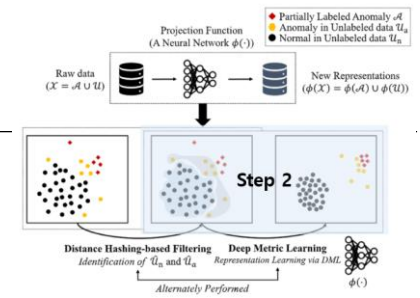 Partially Labeled Anomaly 𝒜
Anomaly in Unlabeled data 𝒰ₐ
Normal in Unlabeled data 𝒰ₙ
Projection Function
(A Neural Network ϕ(·))
Raw data
(𝒳 = 𝒜 ∪ 𝒰)
New Representations
(ϕ(𝒳) = ϕ(𝒜) ∪ ϕ(𝒰))
Step 2
Distance Hashing-based Filtering
Identification of 𝒰̂ₙ and 𝒰̂ₐ
Deep Metric Learning
Representation Learning via DML
ϕ(·)
Alternately Performed